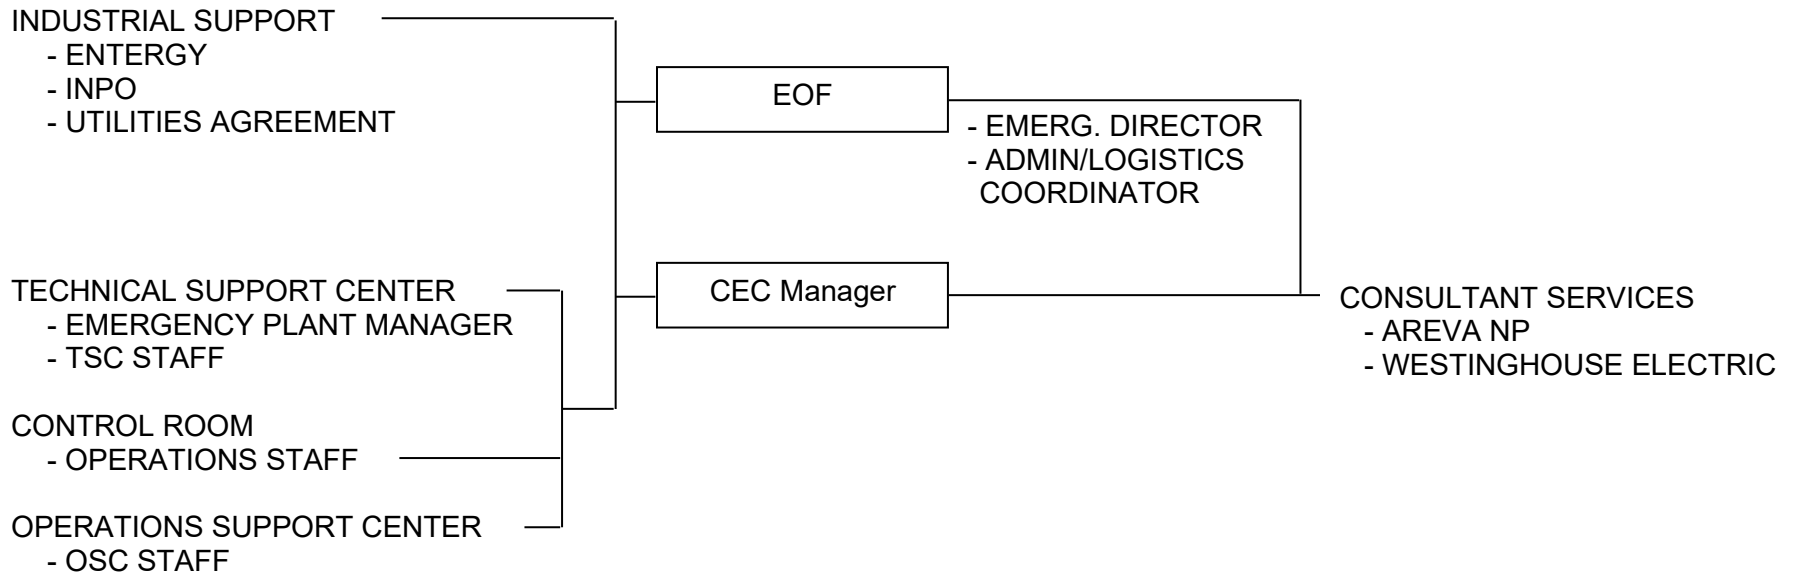 INDUSTRIAL SUPPORT
- ENTERGY
- INPO
- UTILITIES AGREEMENT
EOF
- EMERG. DIRECTOR
- ADMIN/LOGISTICS
COORDINATOR
TECHNICAL SUPPORT CENTER
- EMERGENCY PLANT MANAGER
- TSC STAFF
CEC Manager
CONSULTANT SERVICES
- AREVA NP
- WESTINGHOUSE ELECTRIC
CONTROL ROOM
- OPERATIONS STAFF
OPERATIONS SUPPORT CENTER
- OSC STAFF